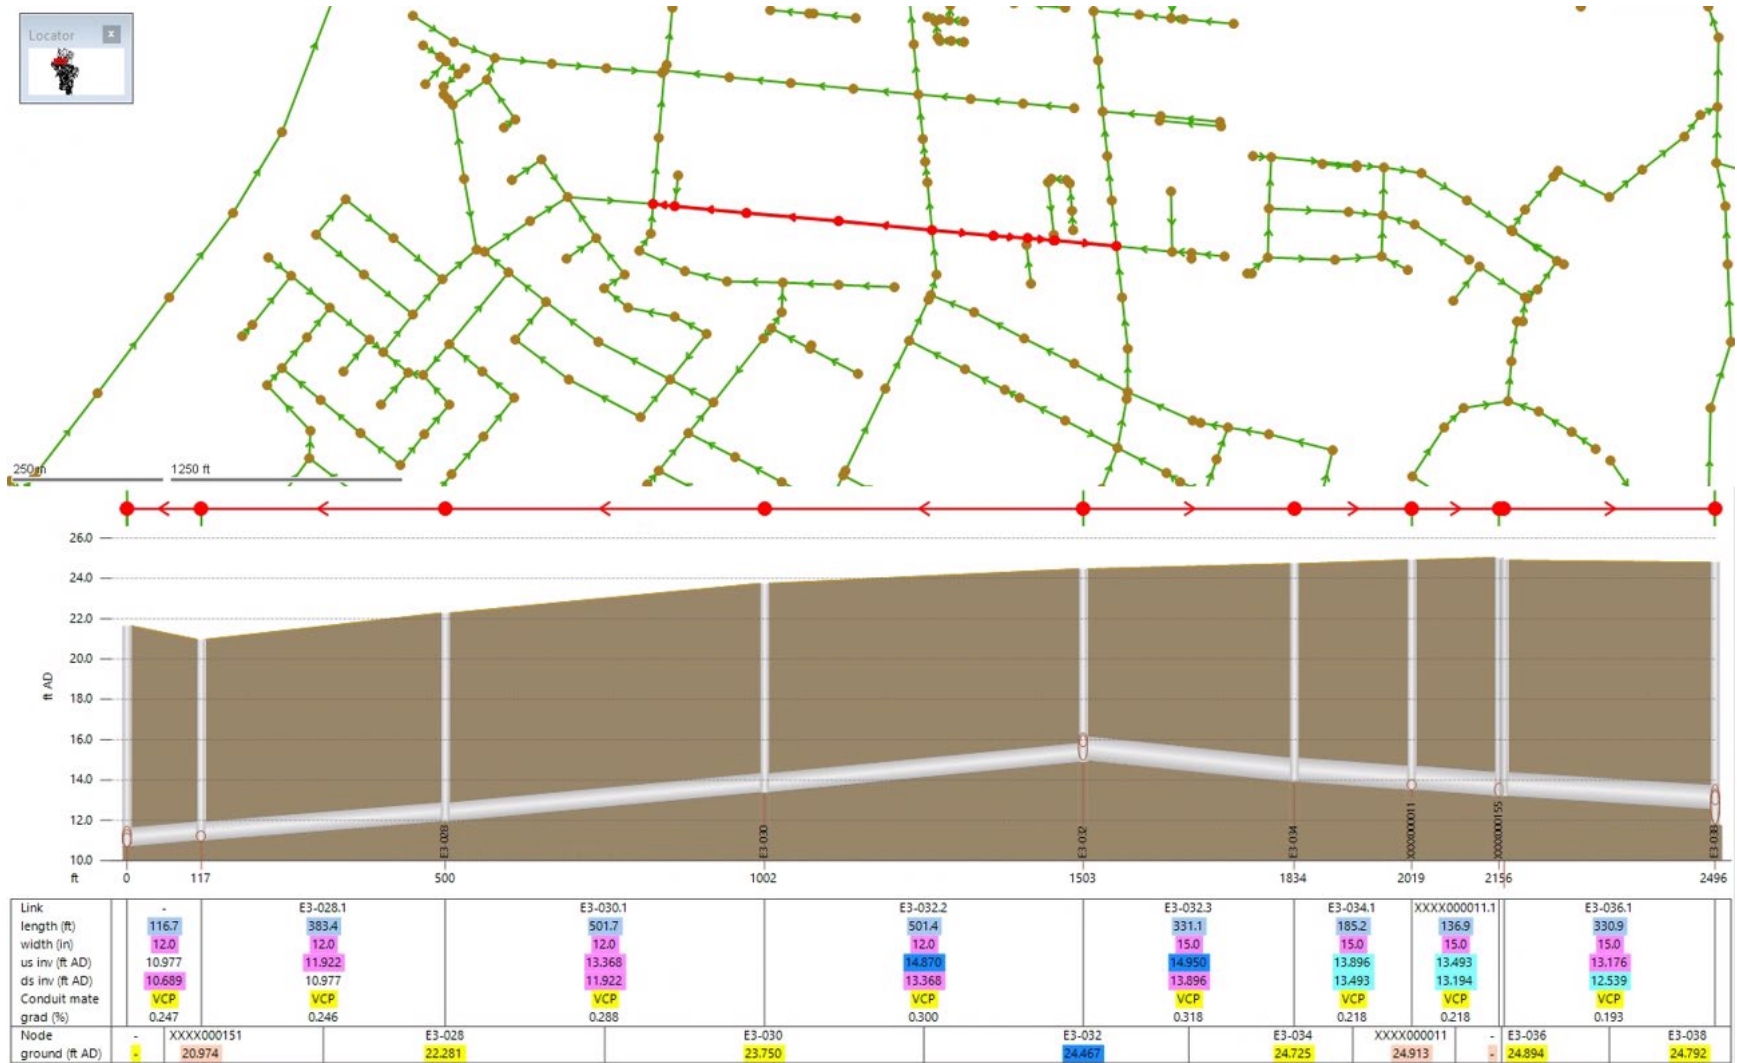 Locator x
250 m 1250 ft
26.0
24.0
22.0
20.0
18.0
16.0
14.0
12.0
10.0
ft AD
E3-028
E3-030
E3-032
E3-034
XXXX000011
XXXX000155
E3-038
ft 0 117 500 1002 1503 1834 2019 2156 2496
Link - E3-028.1 E3-030.1 E3-032.2 E3-032.3 E3-034.1 XXXX000011.1 E3-036.1
length (ft) 116.7 383.4 501.7 501.4 331.1 185.2 136.9 330.9
width (in) 12.0 12.0 12.0 12.0 15.0 15.0 15.0 15.0
us inv (ft AD) 10.977 11.922 13.368 14.870 14.950 13.896 13.493 13.176
ds inv (ft AD) 10.689 10.977 11.922 13.368 13.896 13.493 13.194 12.539
Conduit mate VCP VCP VCP VCP VCP VCP VCP VCP
grad (%) 0.247 0.246 0.288 0.300 0.318 0.218 0.218 0.193
Node - XXXX000151 E3-028 E3-030 E3-032 E3-034 XXXX000011 - E3-036 E3-038
ground (ft AD) - 20.974 22.281 23.750 24.467 24.725 24.913 - 24.894 24.792